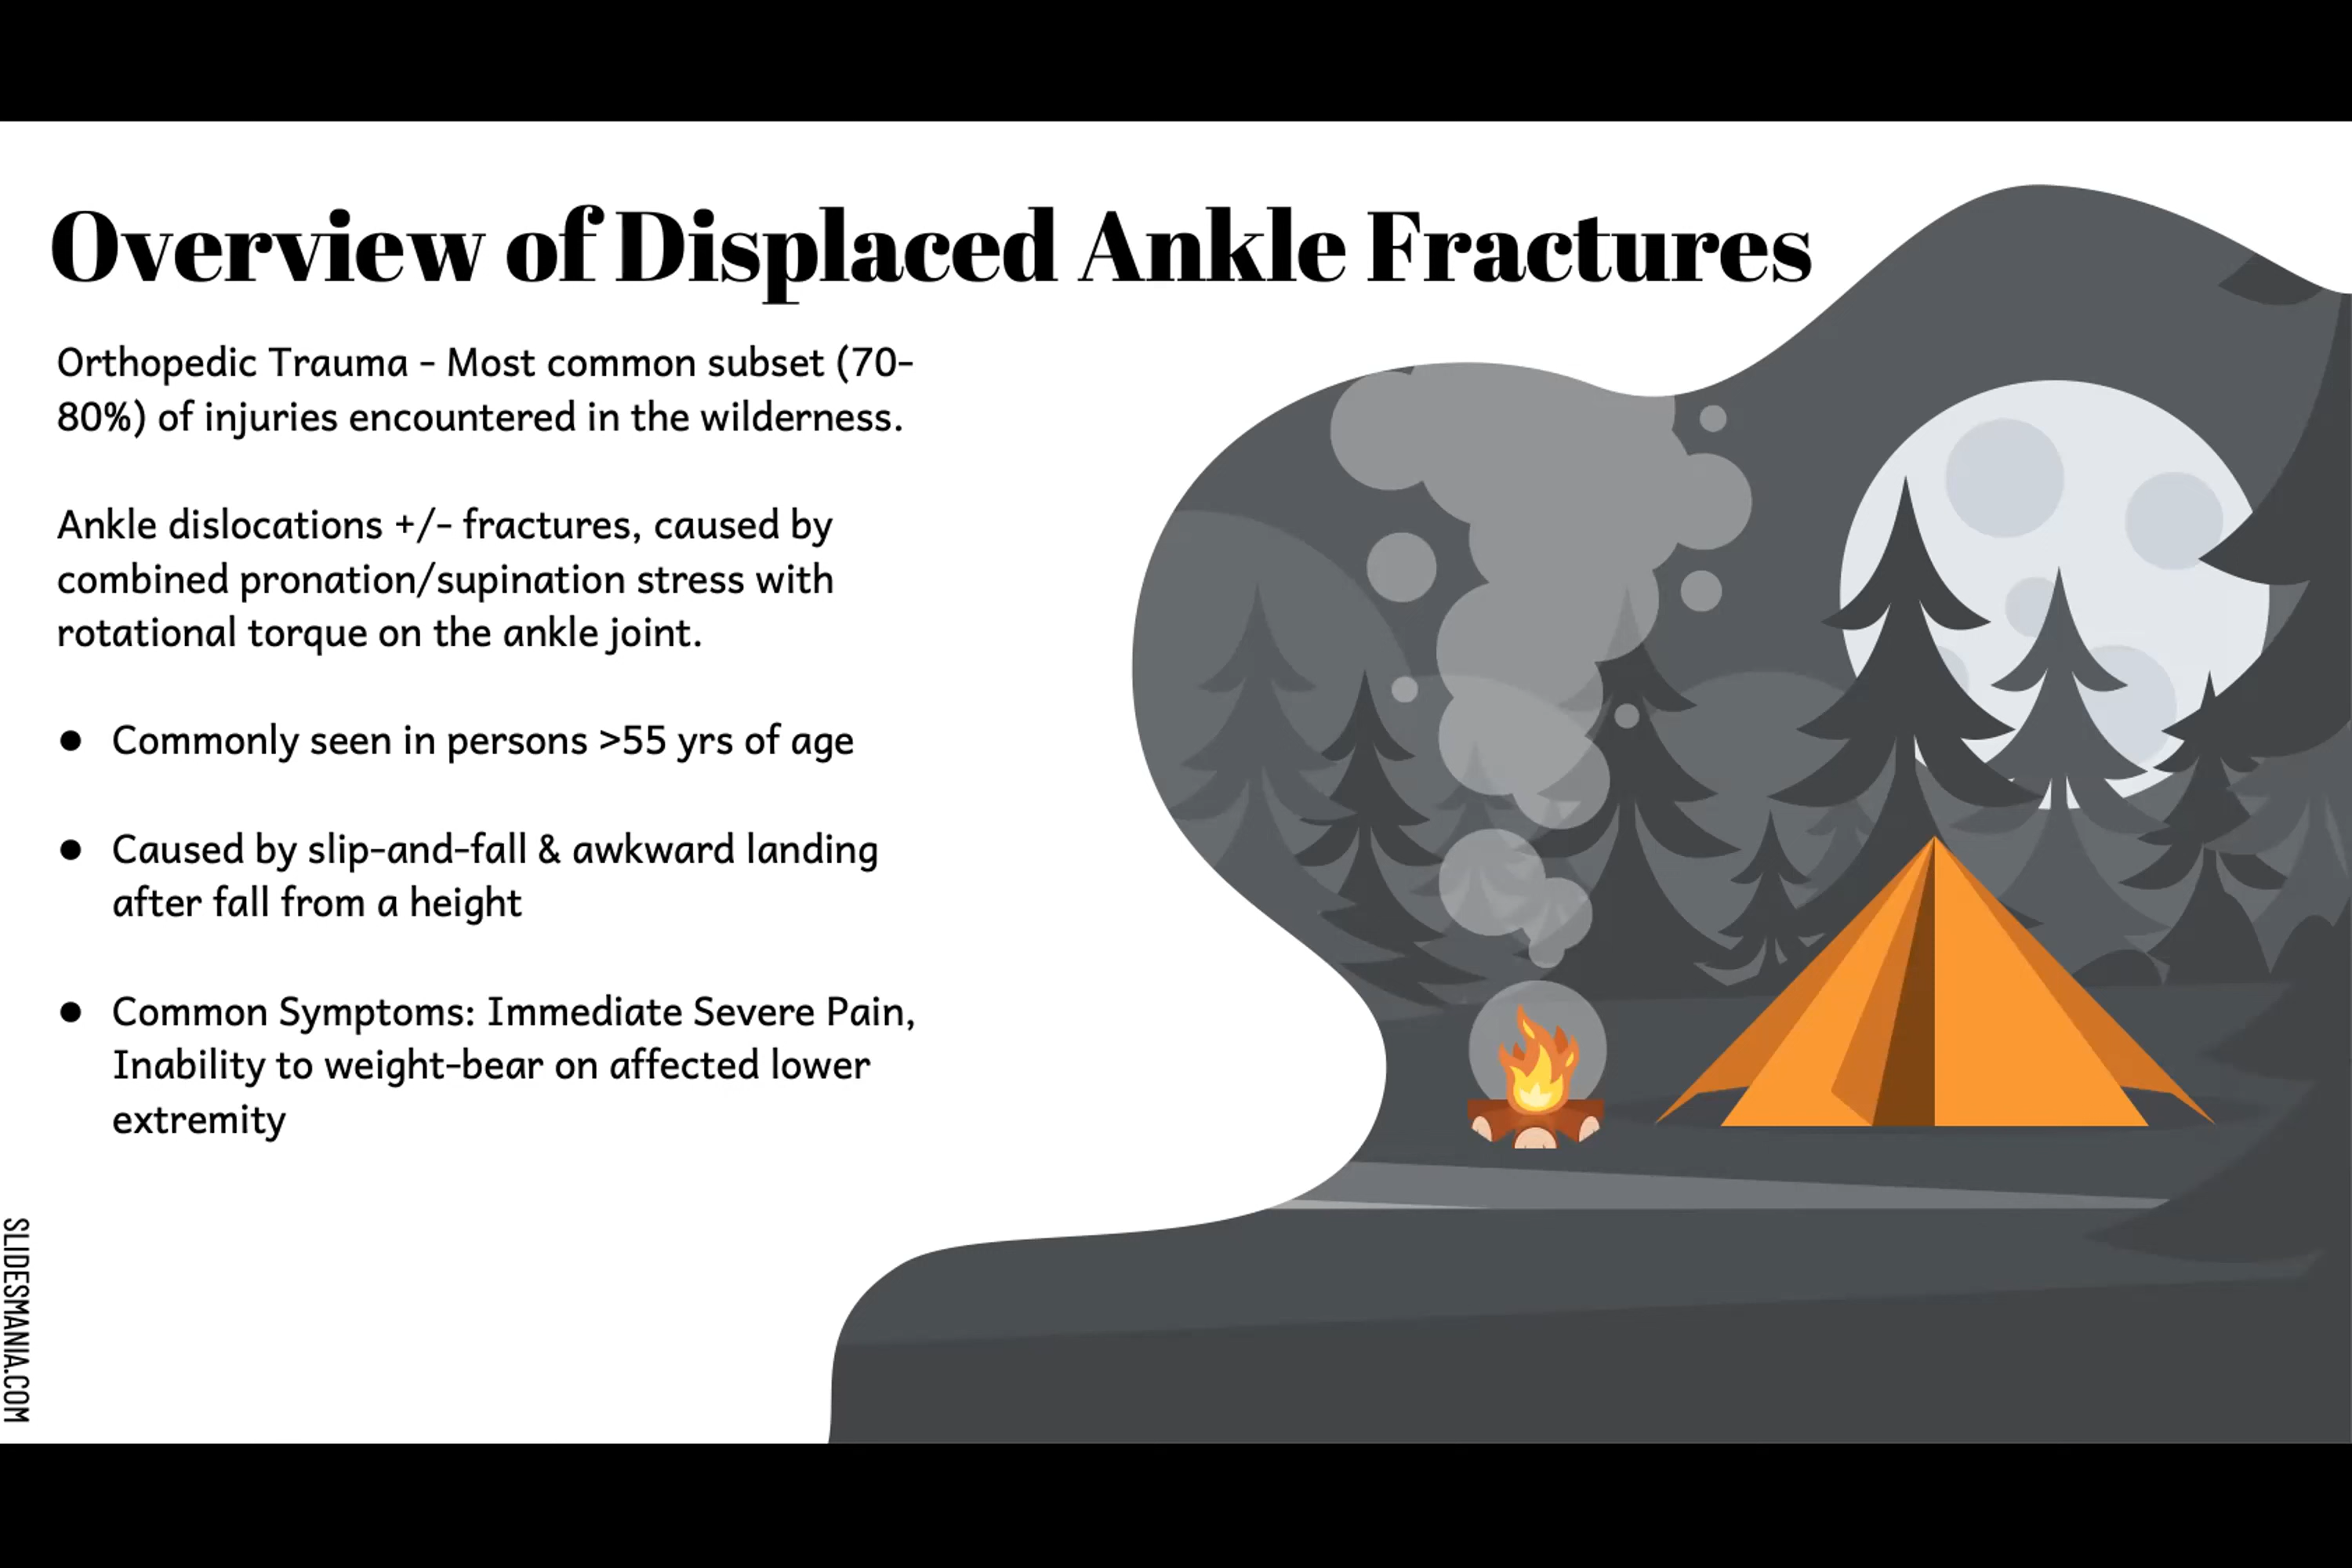 Overview of Displaced Ankle Fractures
Orthopedic Trauma - Most common subset (70-
80%) of injuries encountered in the wilderness.
Ankle dislocations +/- fractures, caused by
combined pronation/supination stress with
rotational torque on the ankle joint.
● Commonly seen in persons >55 yrs of age
● Caused by slip-and-fall & awkward landing
after fall from a height
● Common Symptoms: Immediate Severe Pain,
Inability to weight-bear on affected lower
extremity
SLIDESMANIA.COM